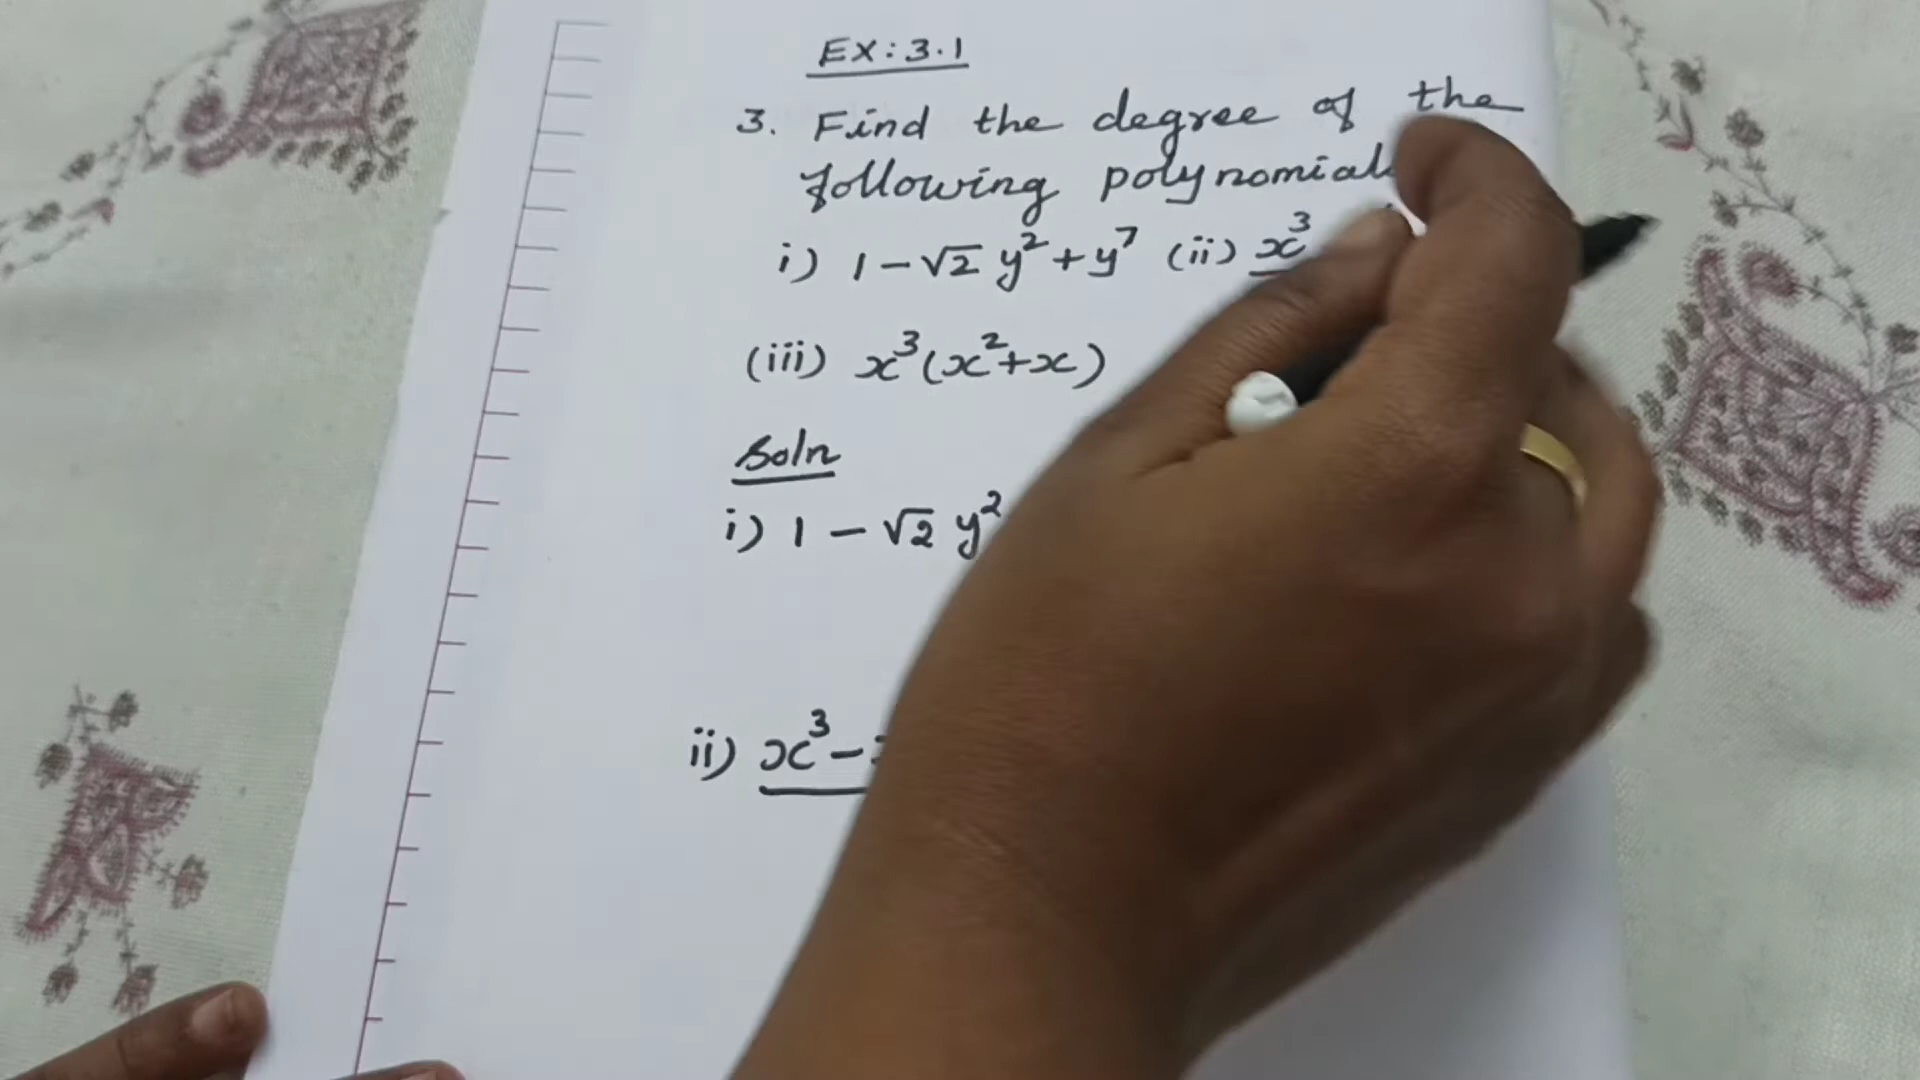 EX: 3.1
3. Find the degree of the
following polynomial
i) 1 - √2 y² + y⁷ (ii) x³
(iii) x³(x²+x)
Soln
i) 1 - √2 y²
ii) x³ -